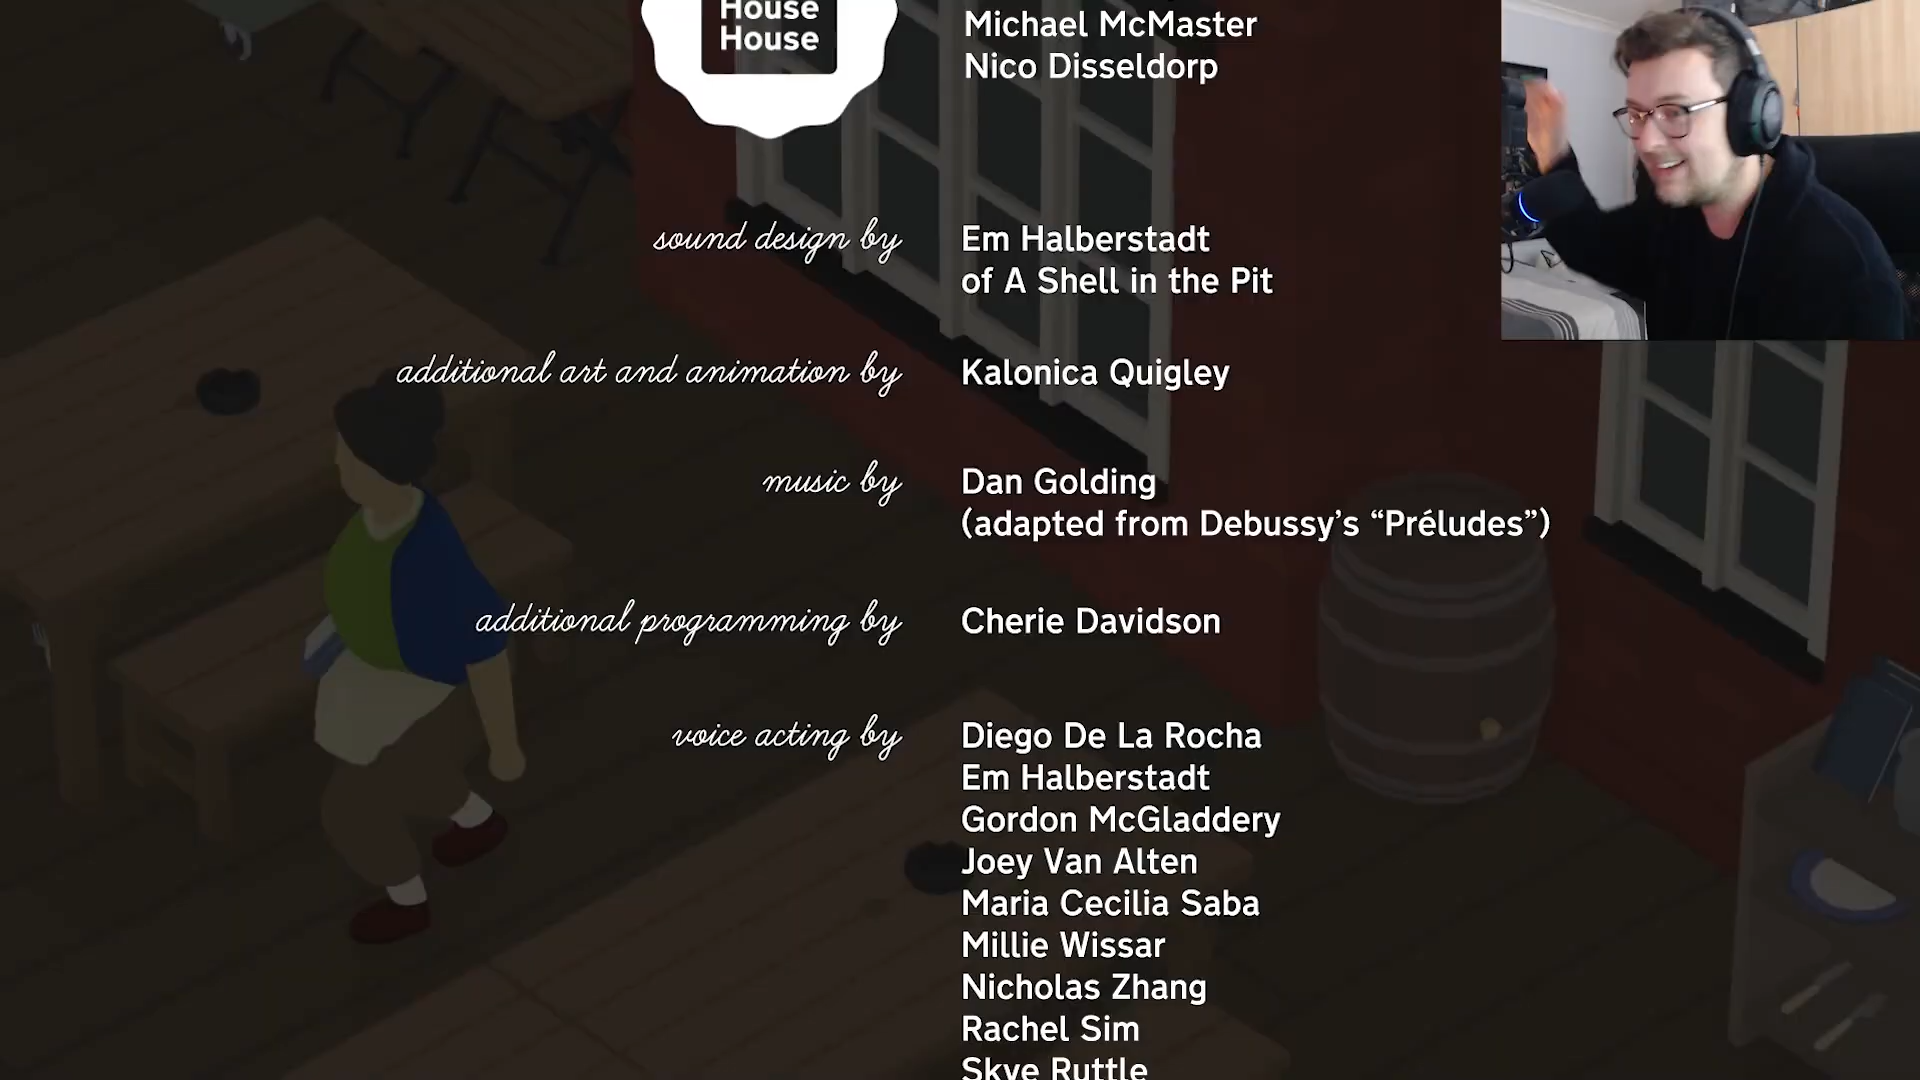 House
House
Michael McMaster
Nico Disseldorp
sound design by
Em Halberstadt
of A Shell in the Pit
additional art and animation by
Kalonica Quigley
music by
Dan Golding
(adapted from Debussy's “Préludes”)
additional programming by
Cherie Davidson
voice acting by
Diego De La Rocha
Em Halberstadt
Gordon McGladdery
Joey Van Alten
Maria Cecilia Saba
Millie Wissar
Nicholas Zhang
Rachel Sim
Skye Ruttle